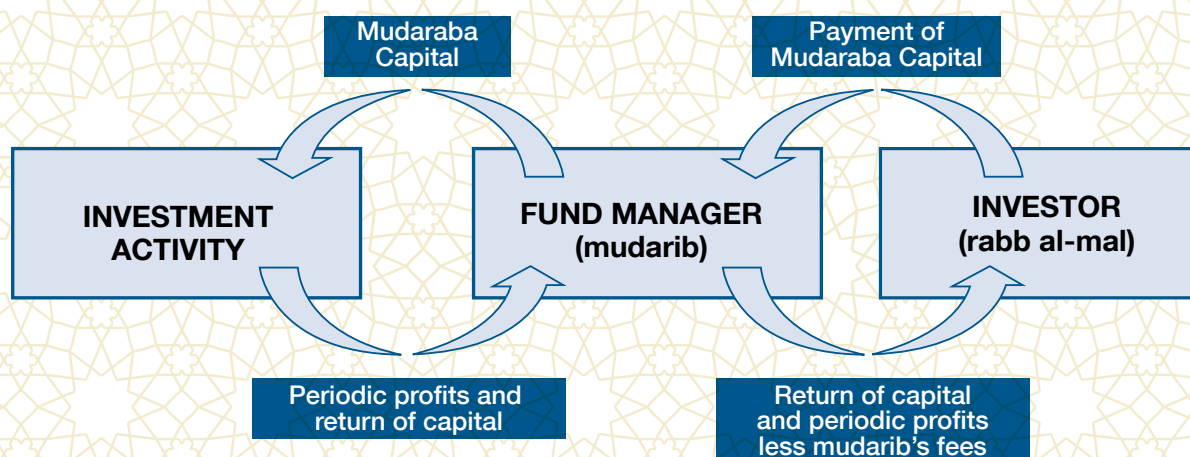 Mudaraba
Capital
Payment of
Mudaraba Capital
INVESTMENT
ACTIVITY
FUND MANAGER
(mudarib)
INVESTOR
(rabb al-mal)
Periodic profits and
return of capital
Return of capital
and periodic profits
less mudarib's fees